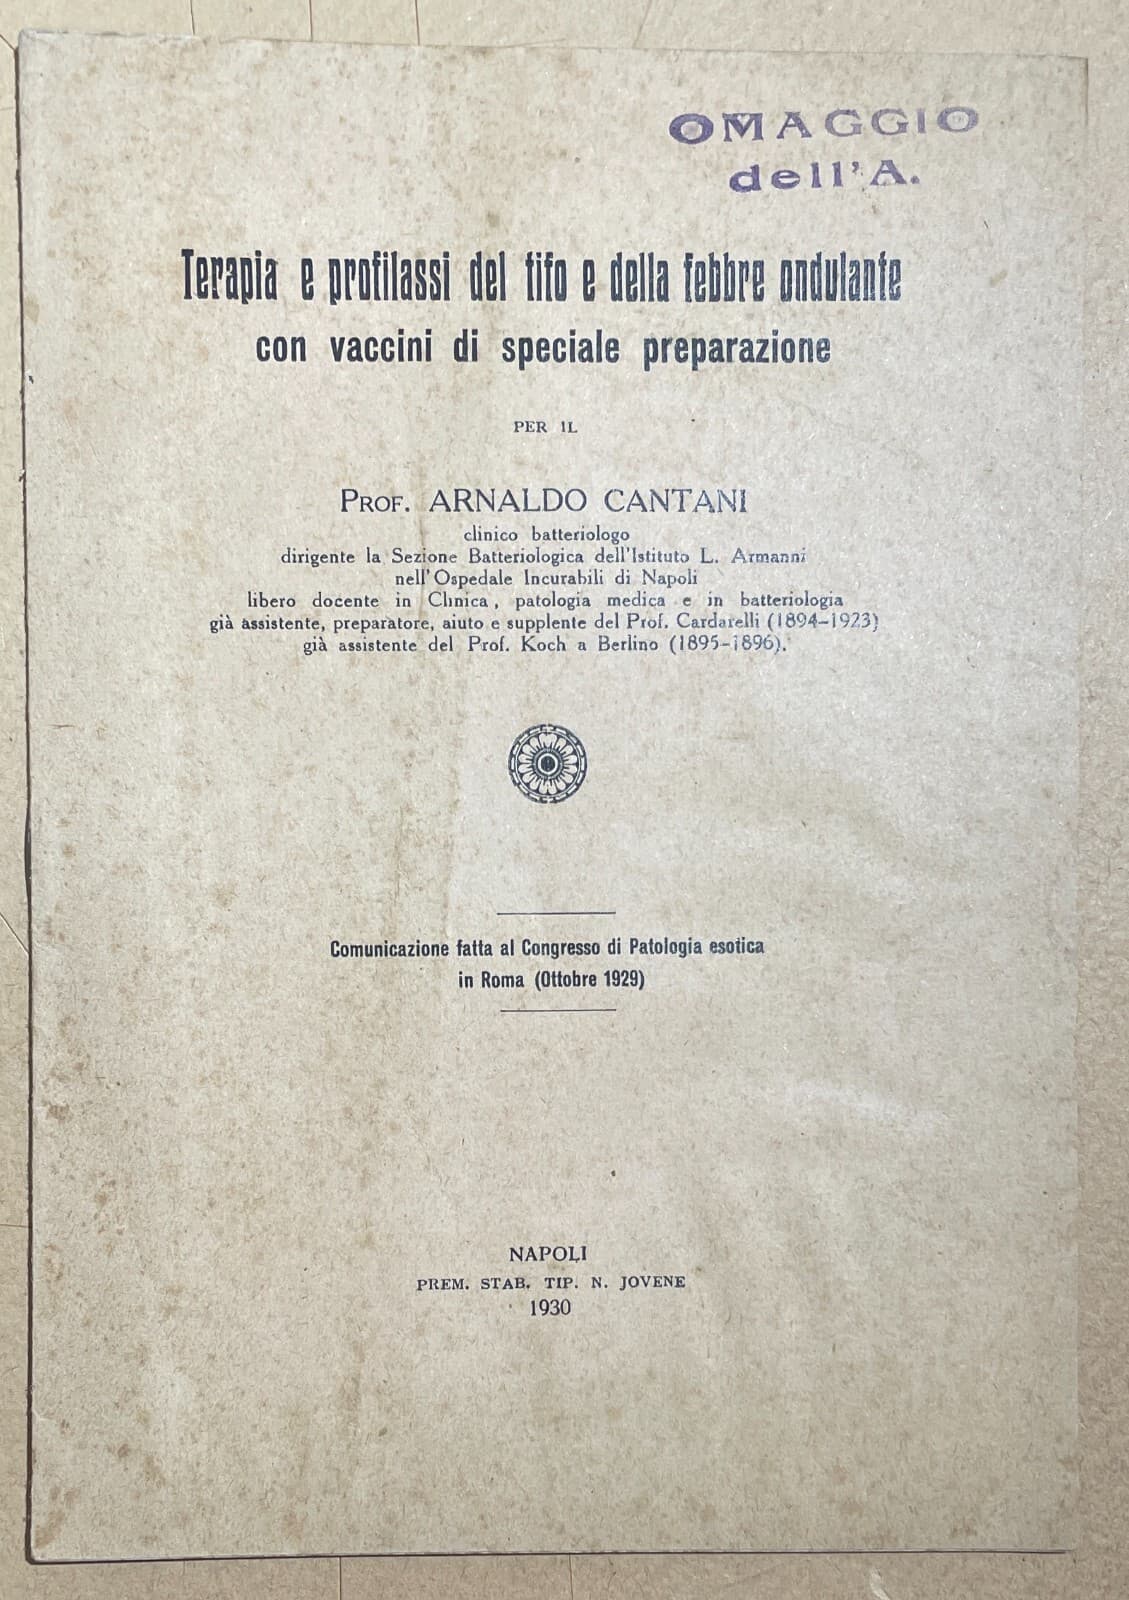 OMAGGIO
dell'A.
Terapia e profilassi del tifo e della febbre ondulante
con vaccini di speciale preparazione
PER IL
PROF. ARNALDO CANTANI
clinico batteriologo
dirigente la Sezione Batteriologica dell'Istituto L. Armanni
nell'Ospedale Incurabili di Napoli
libero docente in Clinica, patologia medica e in batteriologia
già assistente, preparatore, aiuto e supplente del Prof. Cardarelli (1894-1923)
già assistente del Prof. Koch a Berlino (1895-1896).
Comunicazione fatta al Congresso di Patologia esotica
in Roma (Ottobre 1929)
NAPOLI
PREM. STAB. TIP. N. JOVENE
1930